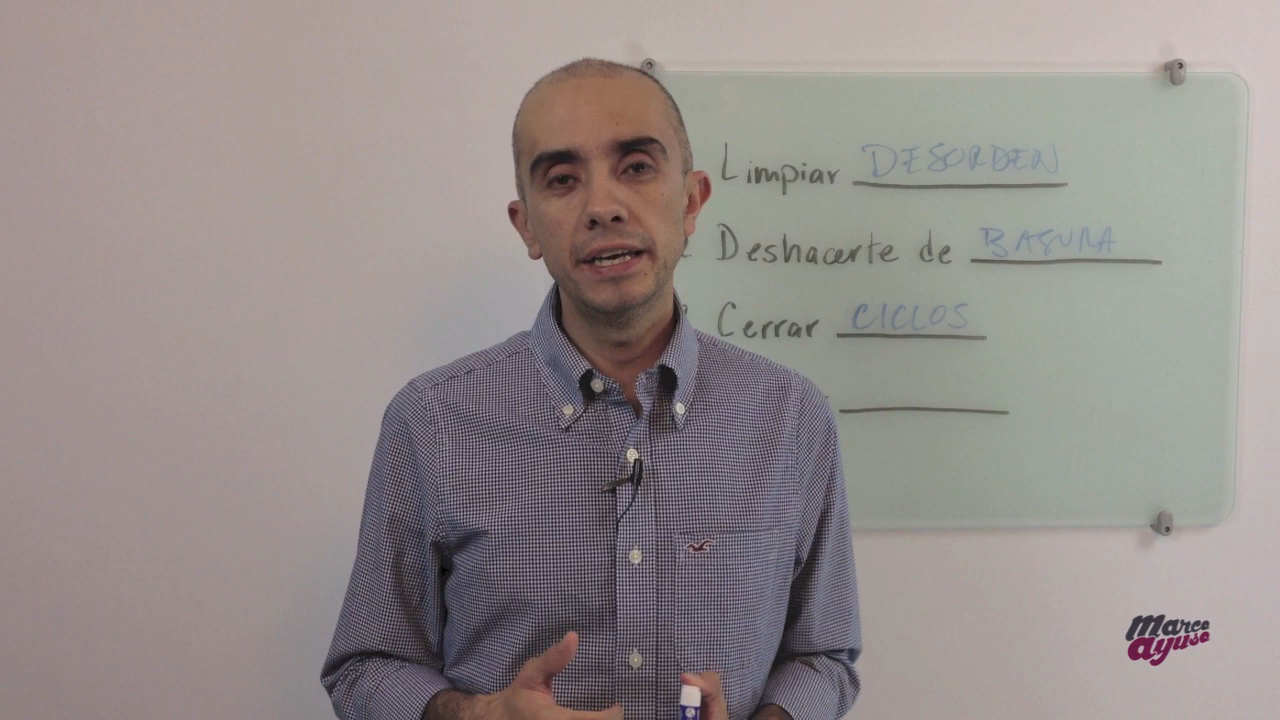 Limpiar DESORDEN
Deshacerte de BASURA
Cerrar CICLOS
Marco
Ayuso